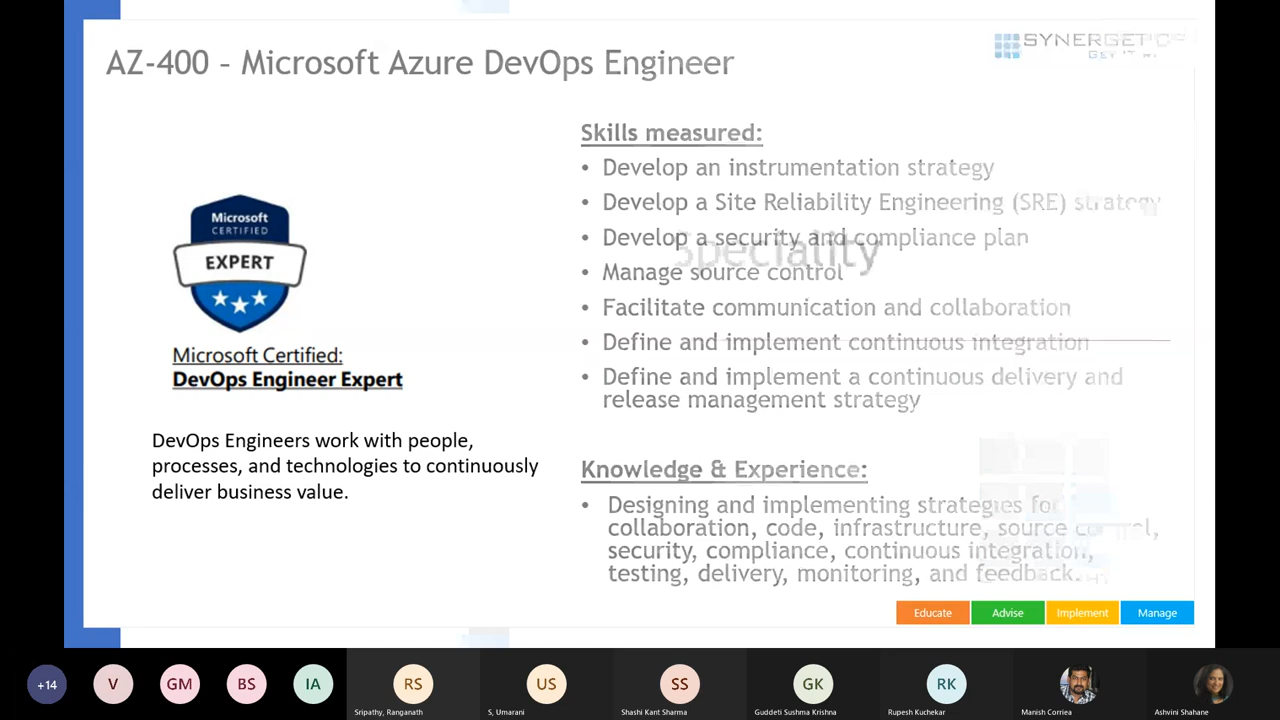 AZ-400 – Microsoft Azure DevOps Engineer
Microsoft
CERTIFIED
EXPERT
Microsoft Certified:
DevOps Engineer Expert
DevOps Engineers work with people,
processes, and technologies to continuously
deliver business value.
Skills measured:
• Develop an instrumentation strategy
• Develop a Site Reliability Engineering (SRE) strategy
• Develop a security and compliance plan
Speciality
• Manage source control
• Facilitate communication and collaboration
• Define and implement continuous integration
• Define and implement a continuous delivery and
release management strategy
Knowledge & Experience:
• Designing and implementing strategies for
collaboration, code, infrastructure, source control,
security, compliance, continuous integration,
testing, delivery, monitoring, and feedback.
Educate
Advise
Implement
Manage
+14
V
GM
BS
IA
RS
US
SS
GK
RK
Sripathy, Ranganath
S, Umarani
Shashi Kant Sharma
Guddeti Sushma Krishna
Rupesh Kuchekar
Manish Corriea
Ashvini Shahane